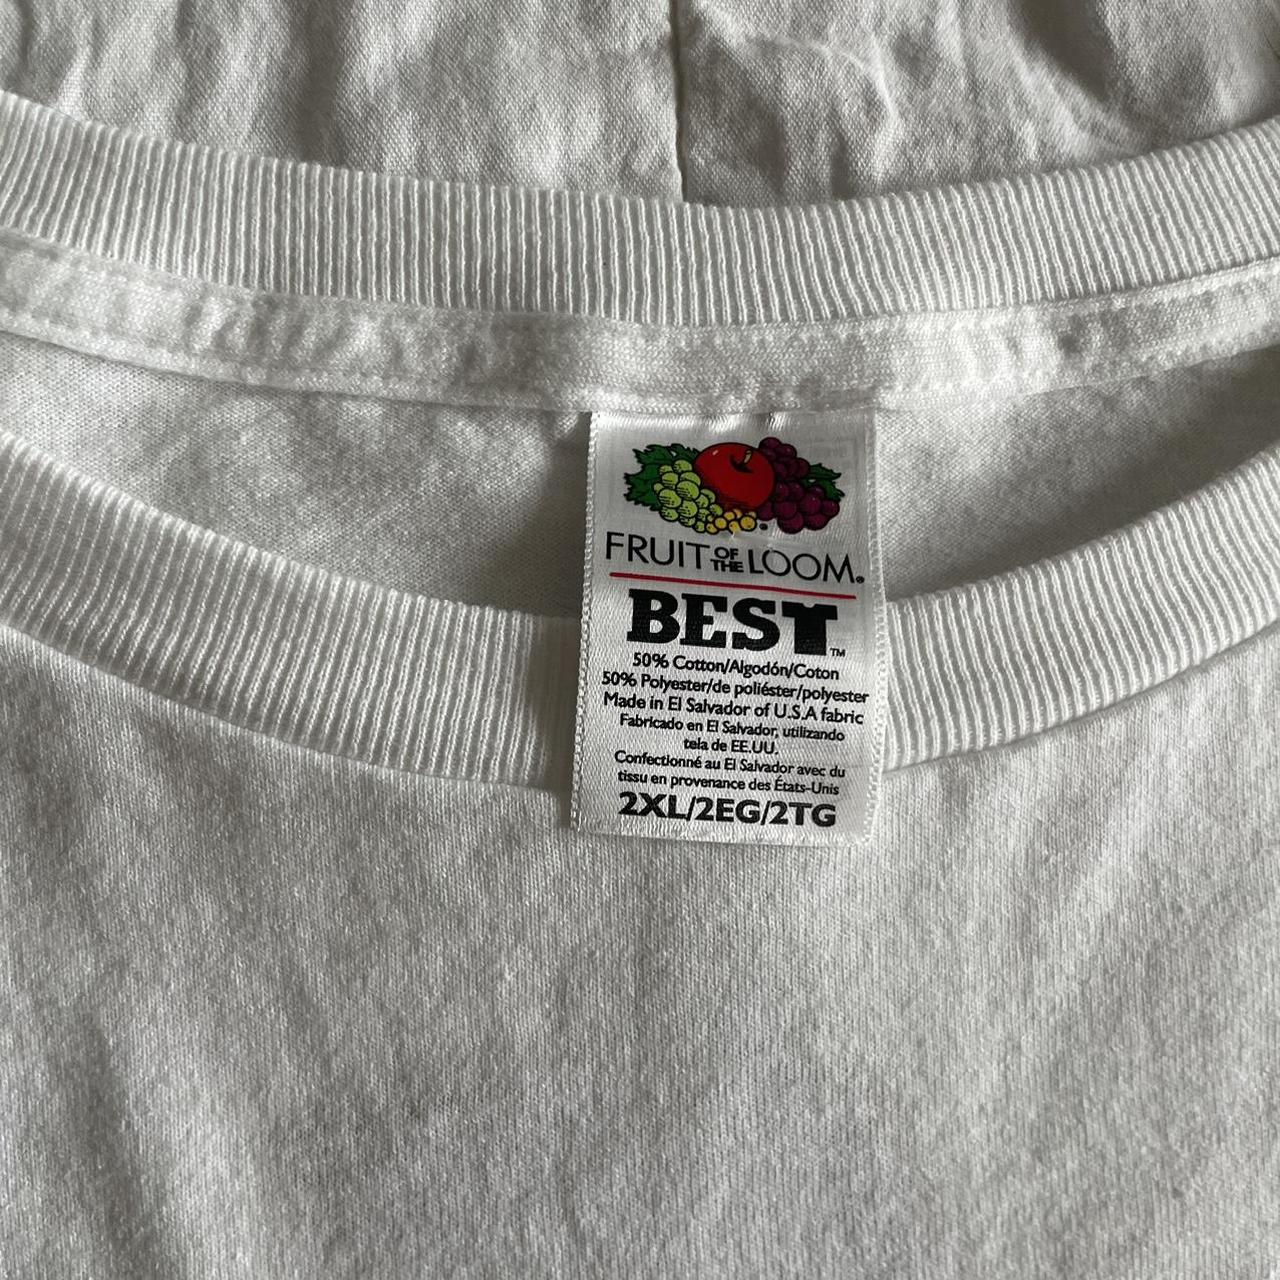 FRUIT OF THE LOOM®
BEST™
50% Cotton/Algodón/Coton
50% Polyester/de poliéster/polyester
Made in El Salvador of U.S.A fabric
Fabricado en El Salvador, utilizando
tela de EE.UU.
Confectionné au El Salvador avec du
tissu en provenance des États-Unis
2XL/2EG/2TG